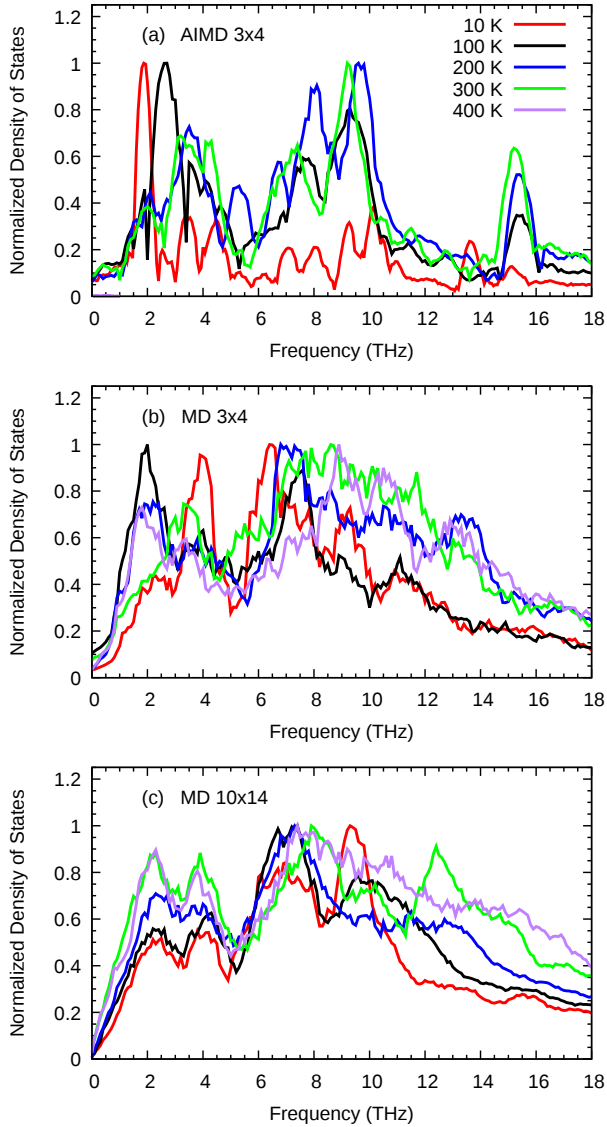 (a) AIMD 3x4
10 K
100 K
200 K
300 K
400 K
Normalized Density of States
1.2
1
0.8
0.6
0.4
0.2
0
0 2 4 6 8 10 12 14 16 18
Frequency (THz)
(b) MD 3x4
Normalized Density of States
1.2
1
0.8
0.6
0.4
0.2
0
0 2 4 6 8 10 12 14 16 18
Frequency (THz)
(c) MD 10x14
Normalized Density of States
1.2
1
0.8
0.6
0.4
0.2
0
0 2 4 6 8 10 12 14 16 18
Frequency (THz)